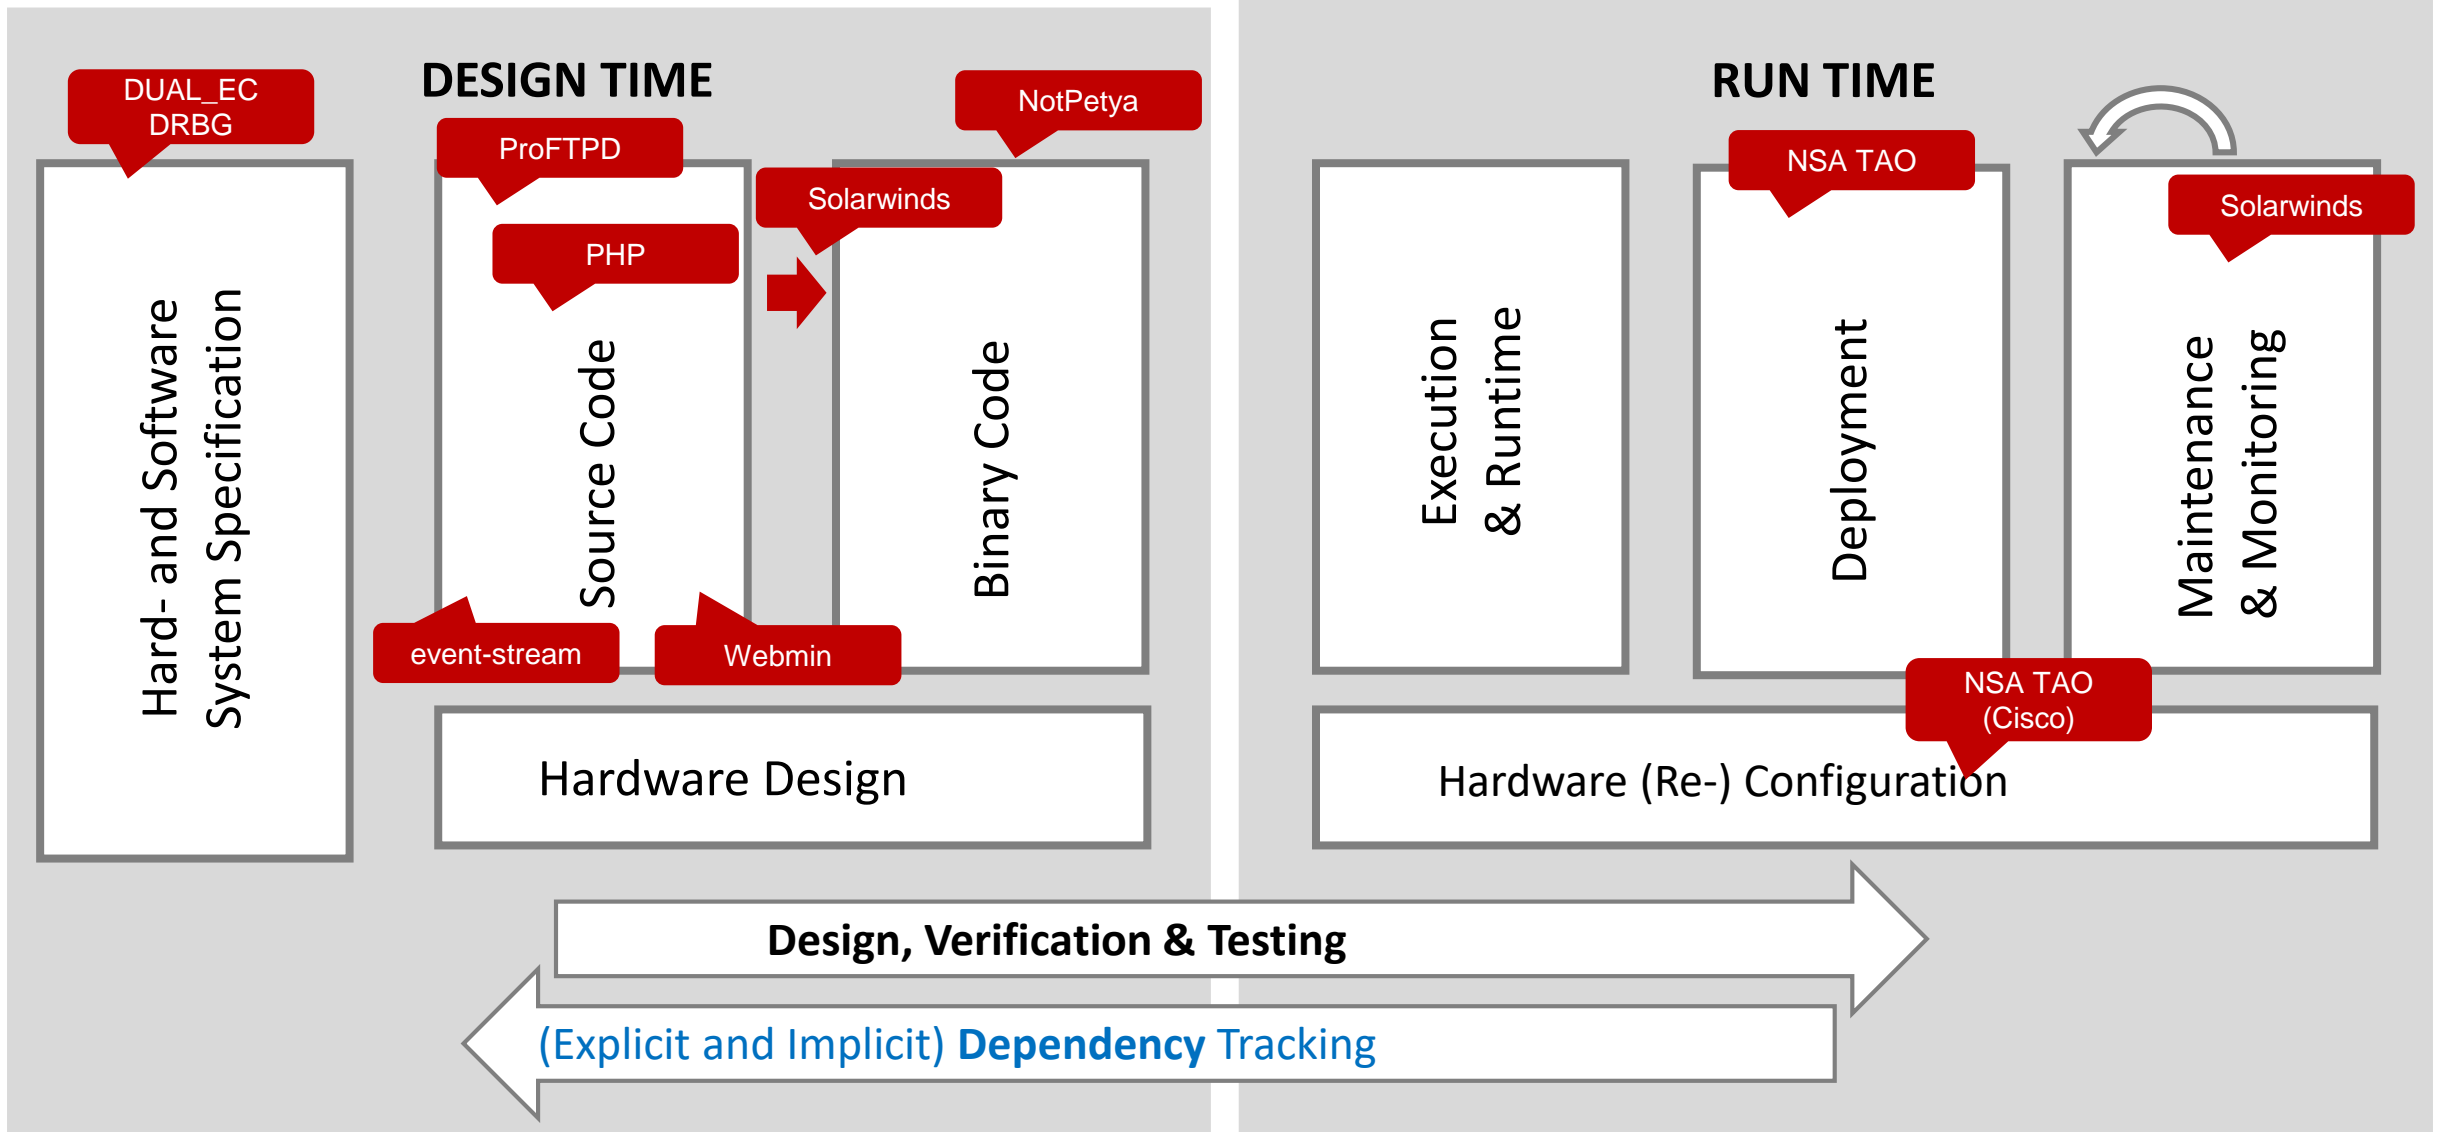 DESIGN TIME
DUAL_EC
DRBG
ProFTPD
PHP
NotPetya
Solarwinds
Hard- and Software
System Specification
Source Code
Binary Code
event-stream
Webmin
Hardware Design
RUN TIME
NSA TAO
Solarwinds
Execution
& Runtime
Deployment
Maintenance
& Monitoring
NSA TAO
(Cisco)
Hardware (Re-) Configuration
Design, Verification & Testing
(Explicit and Implicit) Dependency Tracking